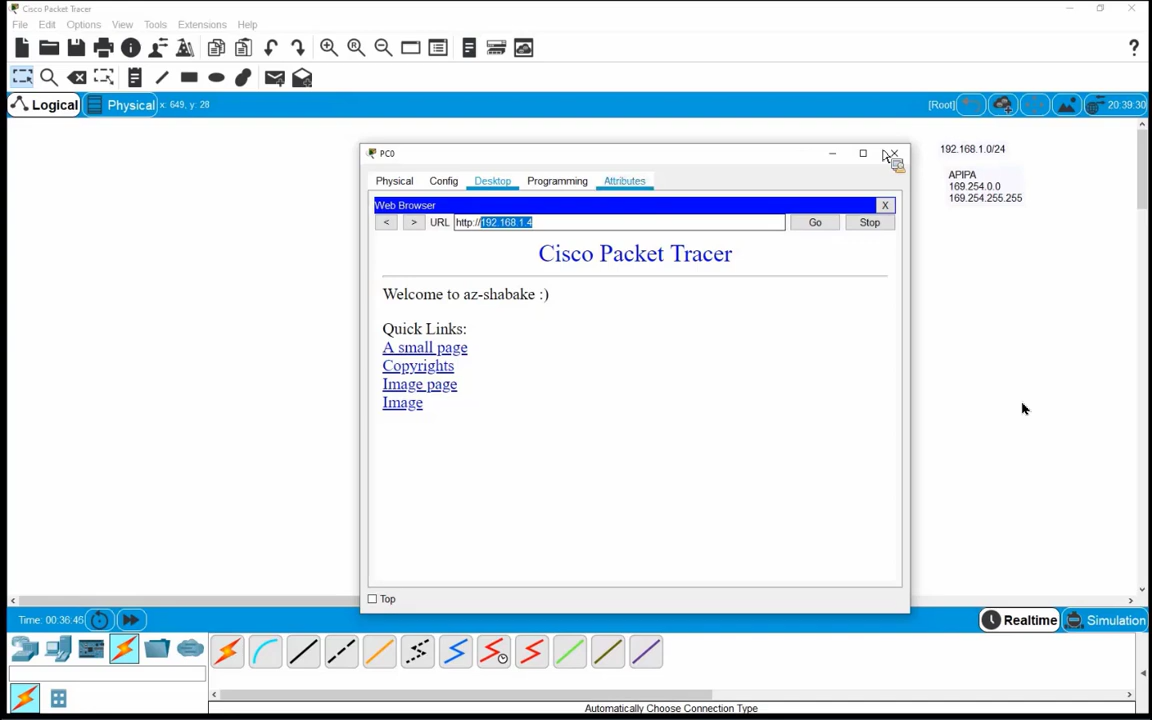 Cisco Packet Tracer
File Edit Options View Tools Extensions Help
?
Logical Physical x: 649, y: 28 [Root] 20:39:30
192.168.1.0/24
APIPA
169.254.0.0
169.254.255.255
PC0
Physical Config Desktop Programming Attributes
Web Browser X
< > URL http://192.168.1.4 Go Stop
Cisco Packet Tracer
Welcome to az-shabake :)
Quick Links:
A small page
Copyrights
Image page
Image
Top
Time: 00:36:46 Realtime Simulation
Automatically Choose Connection Type